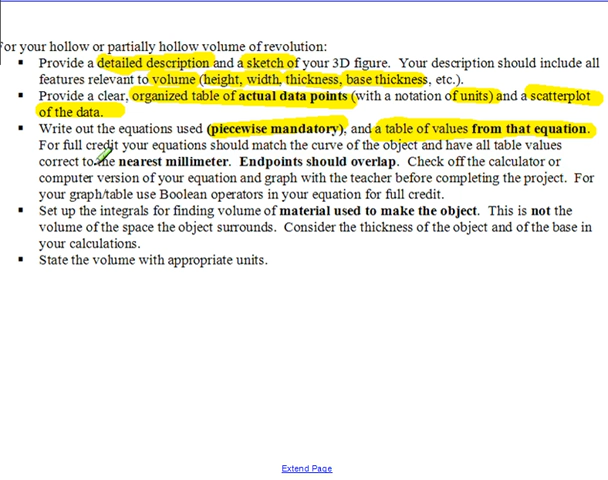 or your hollow or partially hollow volume of revolution:
▪ Provide a detailed description and a sketch of your 3D figure.  Your description should include all
features relevant to volume (height, width, thickness, base thickness, etc.).
▪ Provide a clear, organized table of actual data points (with a notation of units) and a scatterplot
of the data.
▪ Write out the equations used (piecewise mandatory), and a table of values from that equation.
For full credit your equations should match the curve of the object and have all table values
correct to the nearest millimeter.  Endpoints should overlap.  Check off the calculator or
computer version of your equation and graph with the teacher before completing the project.  For
your graph/table use Boolean operators in your equation for full credit.
▪ Set up the integrals for finding volume of material used to make the object.  This is not the
volume of the space the object surrounds.  Consider the thickness of the object and of the base in
your calculations.
▪ State the volume with appropriate units.
Extend Page